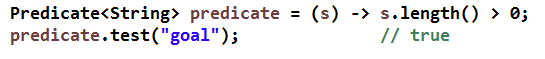 Predicate<String> predicate = (s) -> s.length() > 0;
predicate.test("goal");                 // true